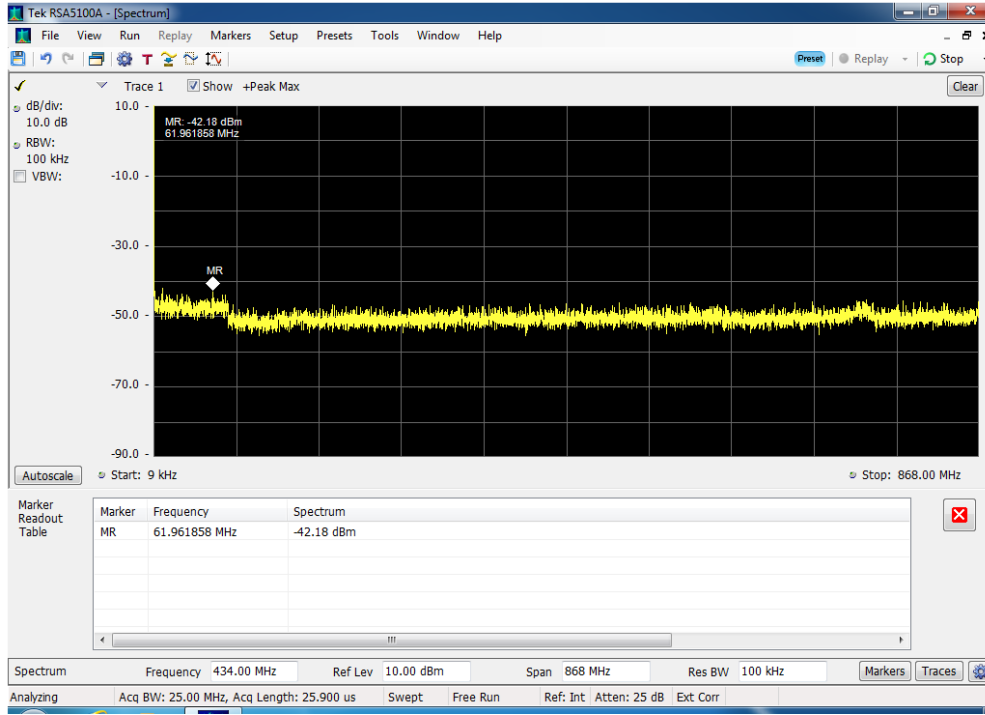 Tek RSA5100A - [Spectrum]
File View Run Replay Markers Setup Presets Tools Window Help
Preset Replay Stop
Trace 1 Show +Peak Max Clear
dB/div:
10.0 dB
RBW:
100 kHz
VBW:
10.0
-10.0
-30.0
-50.0
-70.0
-90.0
MR: -42.18 dBm
61.961858 MHz
MR
Autoscale Start: 9 kHz Stop: 868.00 MHz
Marker
Readout
Table
Marker Frequency Spectrum
MR 61.961858 MHz -42.18 dBm
Spectrum Frequency 434.00 MHz Ref Lev 10.00 dBm Span 868 MHz Res BW 100 kHz Markers Traces
Analyzing Acq BW: 25.00 MHz, Acq Length: 25.900 us Swept Free Run Ref: Int Atten: 25 dB Ext Corr